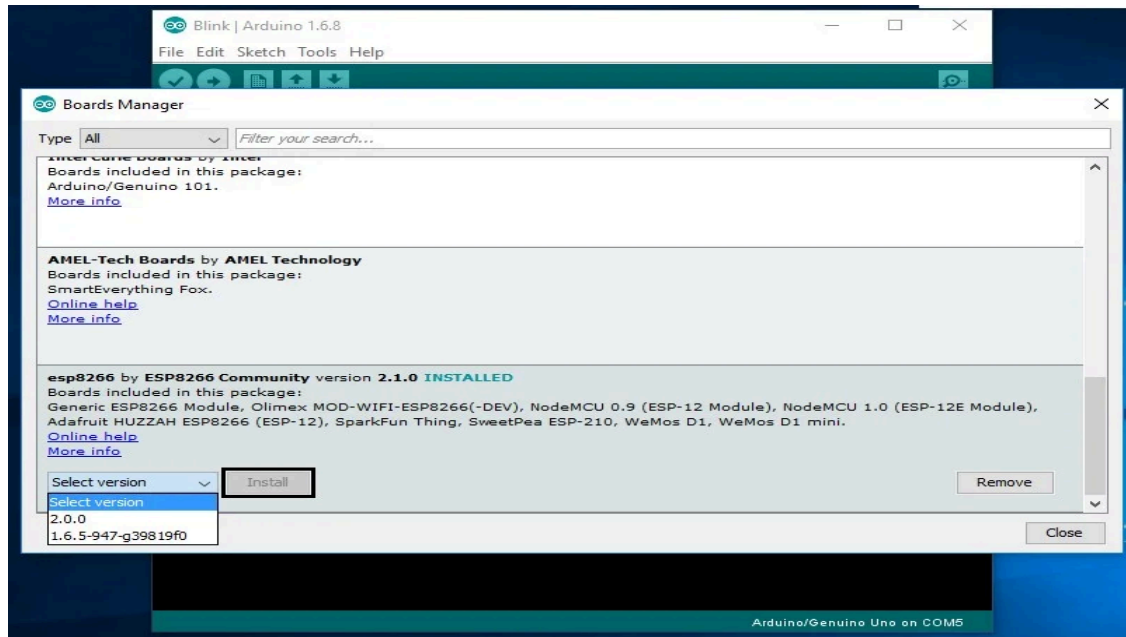 Blink | Arduino 1.6.8
File Edit Sketch Tools Help
Boards Manager
Type All Filter your search...
Intel Curie Boards by Intel
Boards included in this package:
Arduino/Genuino 101.
More info
AMEL-Tech Boards by AMEL Technology
Boards included in this package:
SmartEverything Fox.
Online help
More info
esp8266 by ESP8266 Community version 2.1.0 INSTALLED
Boards included in this package:
Generic ESP8266 Module, Olimex MOD-WIFI-ESP8266(-DEV), NodeMCU 0.9 (ESP-12 Module), NodeMCU 1.0 (ESP-12E Module),
Adafruit HUZZAH ESP8266 (ESP-12), SparkFun Thing, SweetPea ESP-210, WeMos D1, WeMos D1 mini.
Online help
More info
Select version Install Remove
Select version
2.0.0
1.6.5-947-g39819f0
Close
Arduino/Genuino Uno on COM5